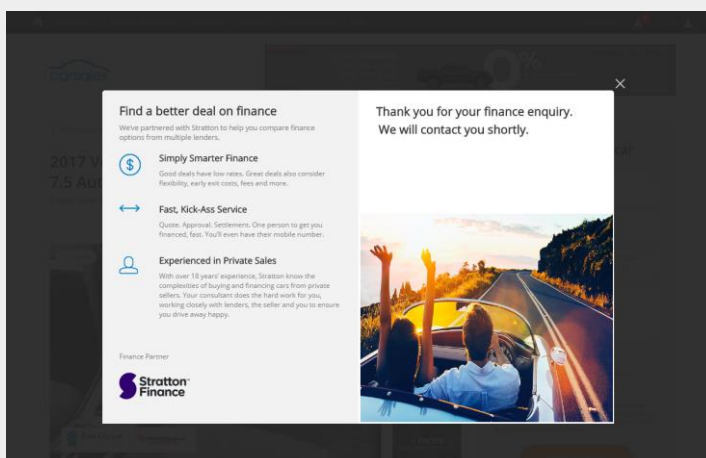 carsales
0%
2017 V
7.5 Aut
Find a better deal on finance
We've partnered with Stratton to help you compare finance
options from multiple lenders.
Simply Smarter Finance
Good deals have low rates. Great deals also consider
flexibility, early exit costs, fees and more.
Fast, Kick-Ass Service
Quote. Approval. Settlement. One person to get you
financed, fast. You'll even have their mobile number.
Experienced in Private Sales
With over 18 years' experience, Stratton know the
complexities of buying and financing cars from private
sellers. Your consultant does the hard work for you,
working closely with lenders, the seller and you to ensure
you drive away happy.
Finance Partner
Stratton
Finance
Thank you for your finance enquiry.
We will contact you shortly.